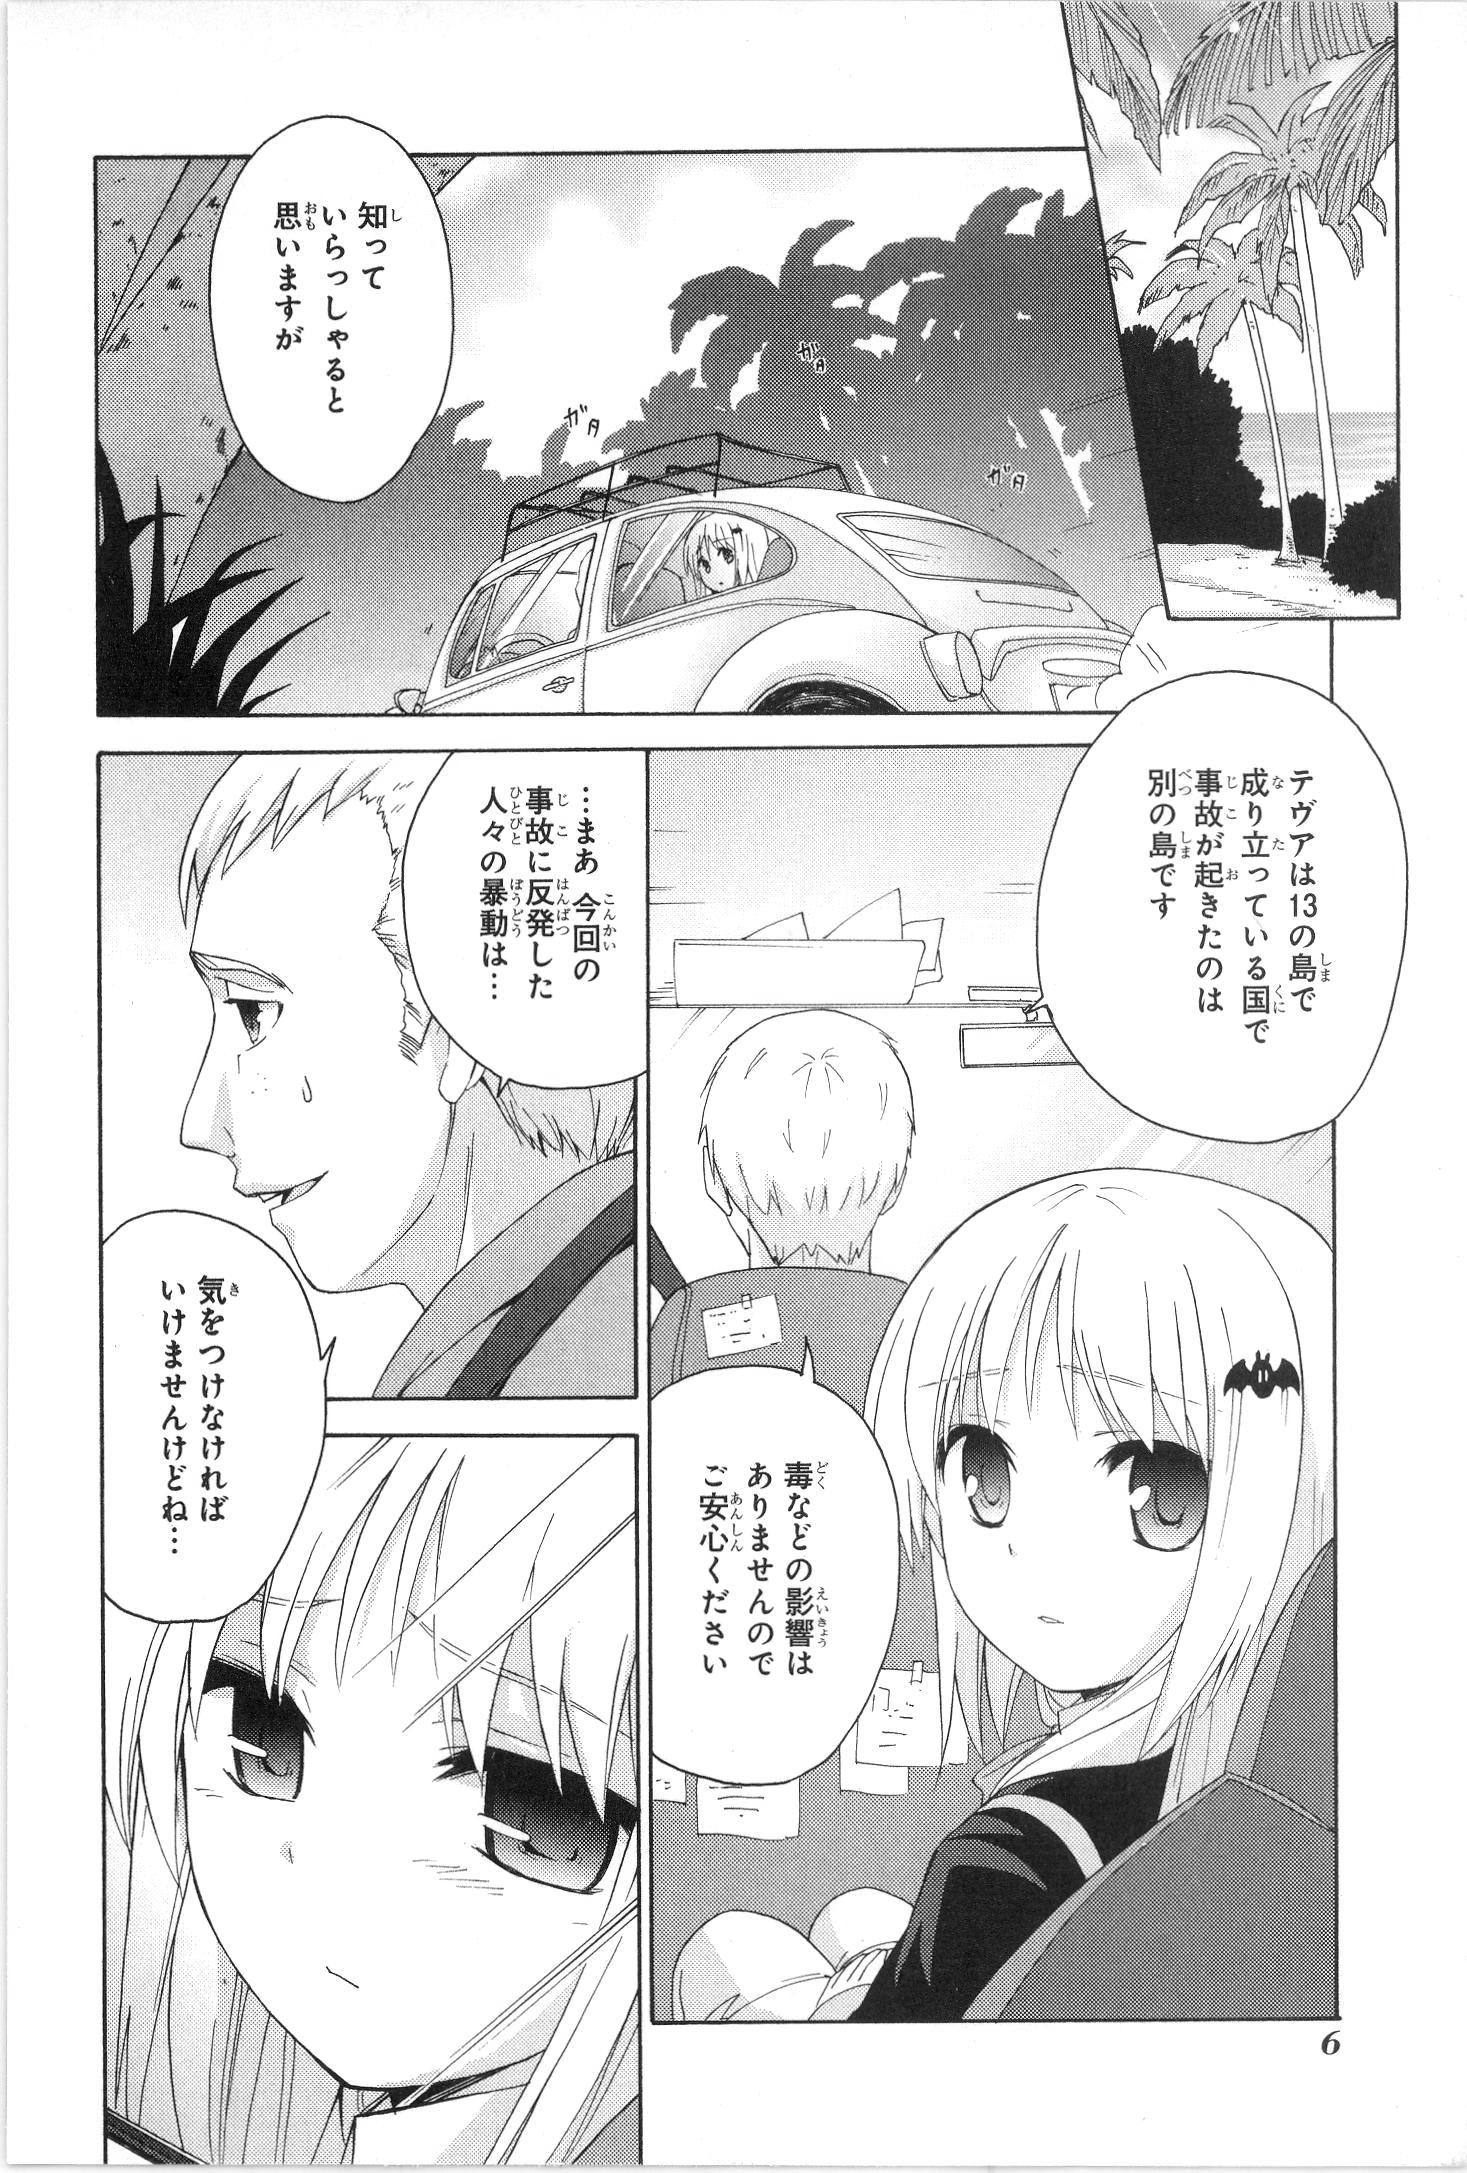 知って
いらっしゃると
思いますが
ガタ
ガタ
ガタ
テヴアは13の島で
成り立っている国で
事故が起きたのは
別の島です
毒などの影響は
ありませんので
ご安心ください
…まあ 今回の
事故に反発した
人々の暴動は…
気をつけなければ
いけませんけどね…
6